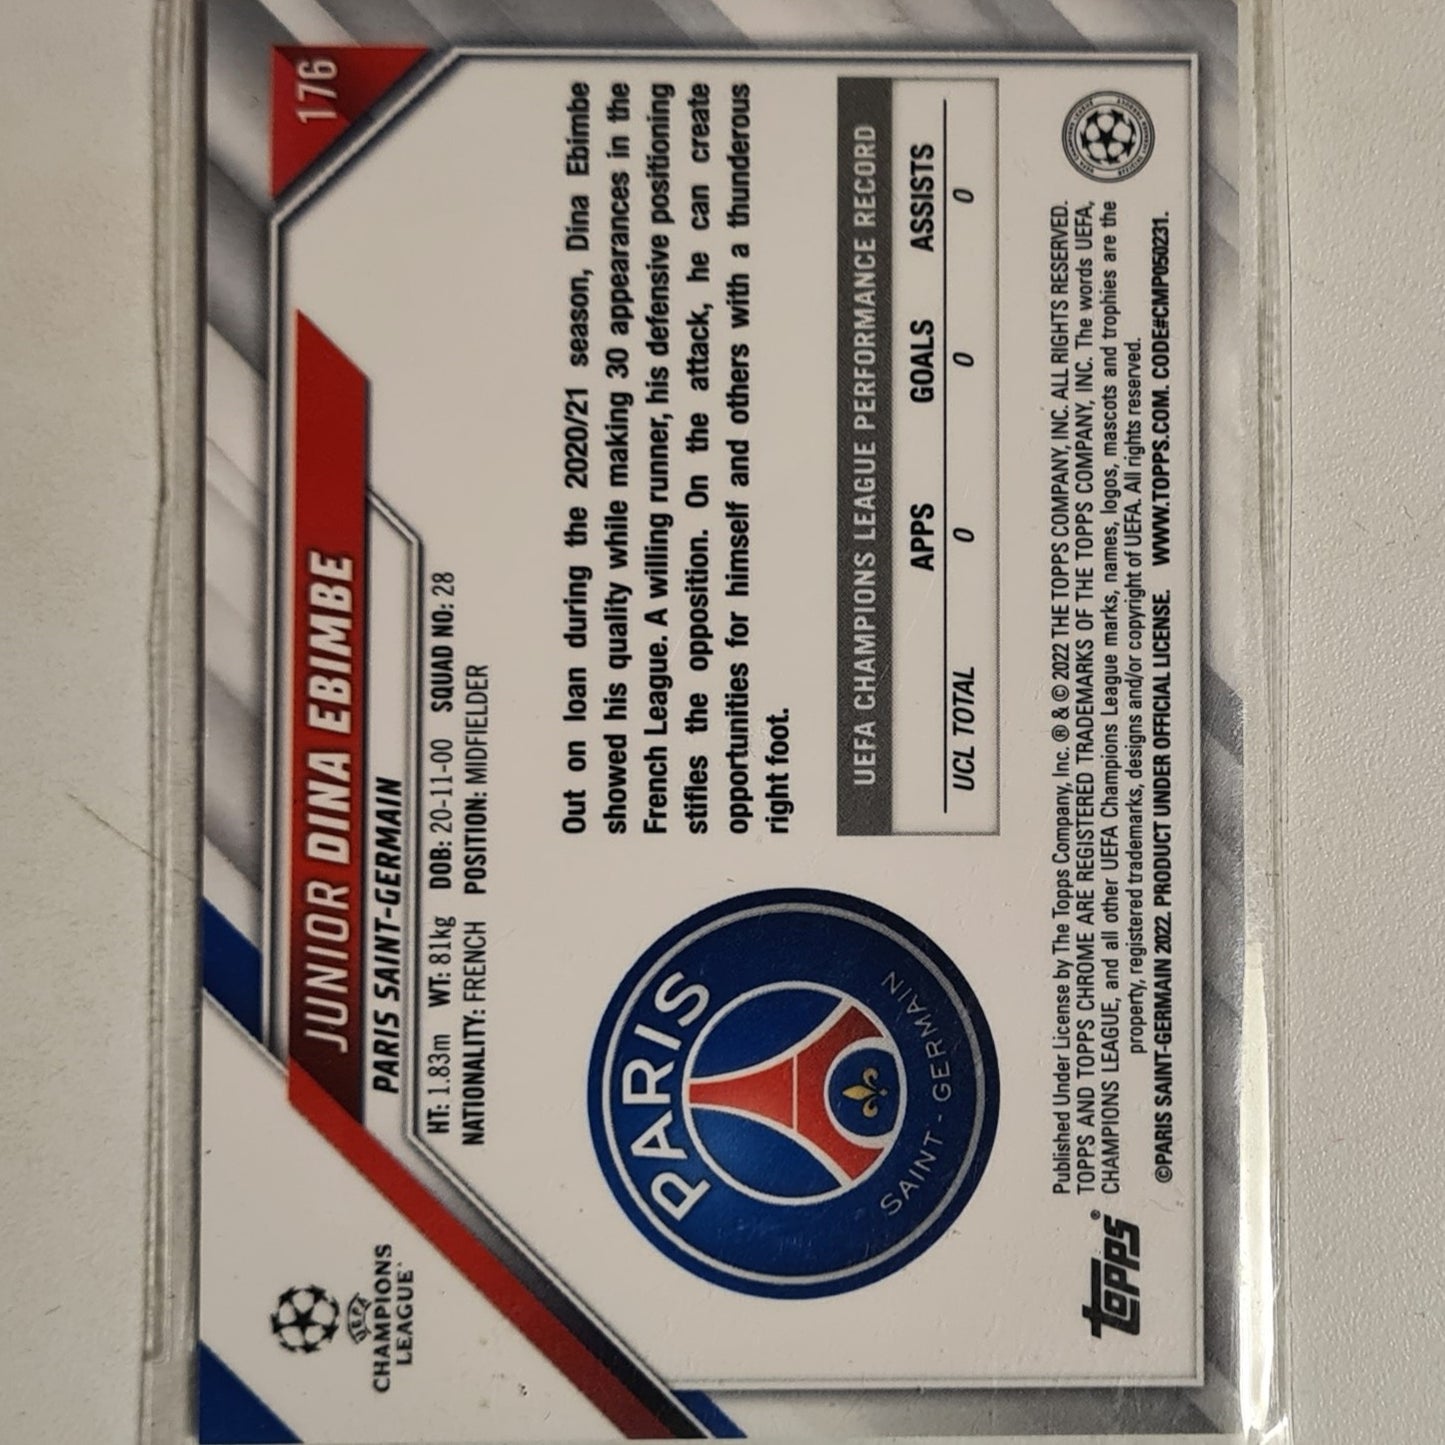 176
JUNIOR DINA EBIMBE
PARIS SAINT-GERMAIN
HT: 1.83m WT: 81kg DOB: 20-11-00 SQUAD NO: 28
NATIONALITY: FRENCH POSITION: MIDFIELDER
UEFA
CHAMPIONS
LEAGUE
Out on loan during the 2020/21 season, Dina Ebimbe
showed his quality while making 30 appearances in the
French League. A willing runner, his defensive positioning
stifles the opposition. On the attack, he can create
opportunities for himself and others with a thunderous
right foot.
PARIS
SAINT-GERMAIN
UEFA CHAMPIONS LEAGUE PERFORMANCE RECORD
APPS GOALS ASSISTS
UCL TOTAL 0 0 0
topps®
Published Under License by The Topps Company, Inc. ® & © 2022 THE TOPPS COMPANY, INC. ALL RIGHTS RESERVED.
TOPPS AND TOPPS CHROME ARE REGISTERED TRADEMARKS OF THE TOPPS COMPANY, INC. The words UEFA,
CHAMPIONS LEAGUE, and all other UEFA Champions League marks, names, logos, mascots and trophies are the
property, registered trademarks, designs and/or copyright of UEFA. All rights reserved.
©PARIS SAINT-GERMAIN 2022. PRODUCT UNDER OFFICIAL LICENSE. WWW.TOPPS.COM. CODE#CMP050231.